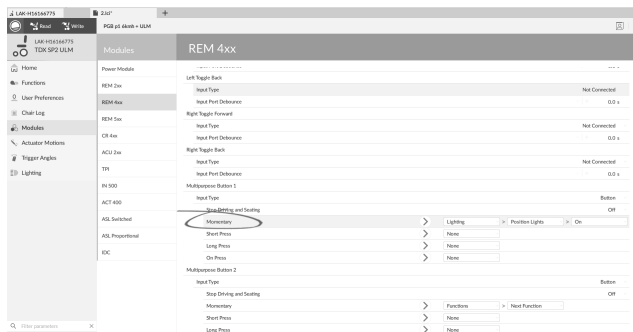 LAK-H16166775
2.lci*
+
Read
Write
PGB p1 6kmh + ULM
LAK-H16166775
TDX SP2 ULM
Modules
REM 4xx
Home
Functions
User Preferences
Chair Log
Modules
Actuator Motions
Trigger Angles
Lighting
Filter parameters
Power Module
REM 2xx
REM 4xx
REM 5xx
CR 4xx
ACU 2xx
TPI
IN 500
ACT 400
ASL Switched
ASL Proportional
IDC
Left Toggle Back
Input Type Not Connected
Input Port Debounce 0.0 s
Right Toggle Forward
Input Type Not Connected
Input Port Debounce 0.0 s
Right Toggle Back
Input Type Not Connected
Input Port Debounce 0.0 s
Multipurpose Button 1
Input Type Button
Stop Driving and Seating Off
Momentary Lighting Position Lights On
Short Press None
Long Press None
On Press None
Multipurpose Button 2
Input Type Button
Stop Driving and Seating Off
Momentary Functions Next Function
Short Press None
Long Press None